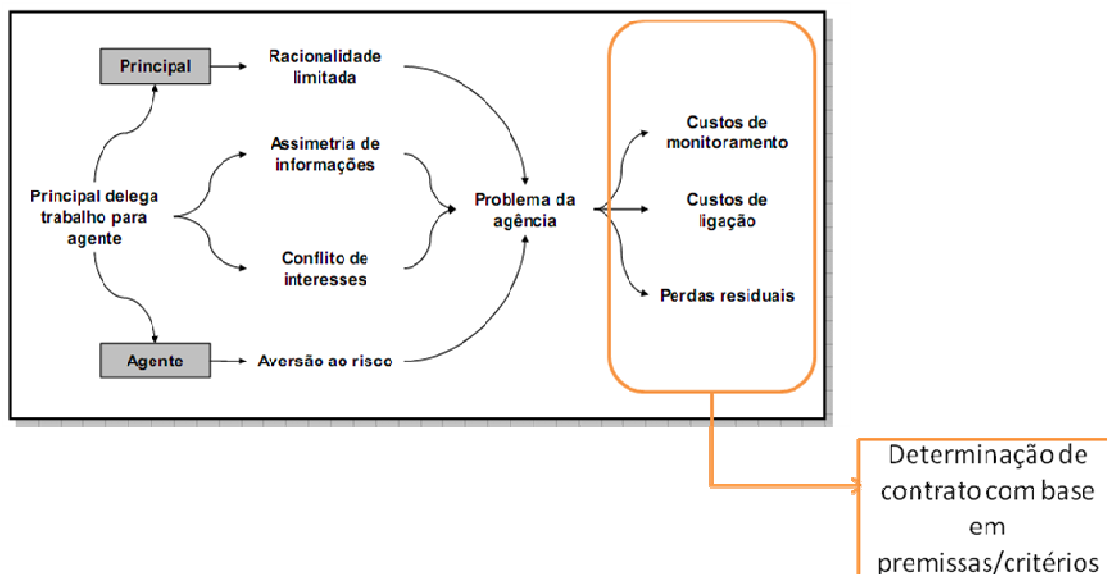 Principal
Racionalidade
limitada
Assimetria de
informações
Principal delega
trabalho para
agente
Conflito de
interesses
Agente
Aversão ao risco
Problema da
agência
Custos de
monitoramento
Custos de
ligação
Perdas residuais
Determinação de
contrato com base
em
premissas/critérios